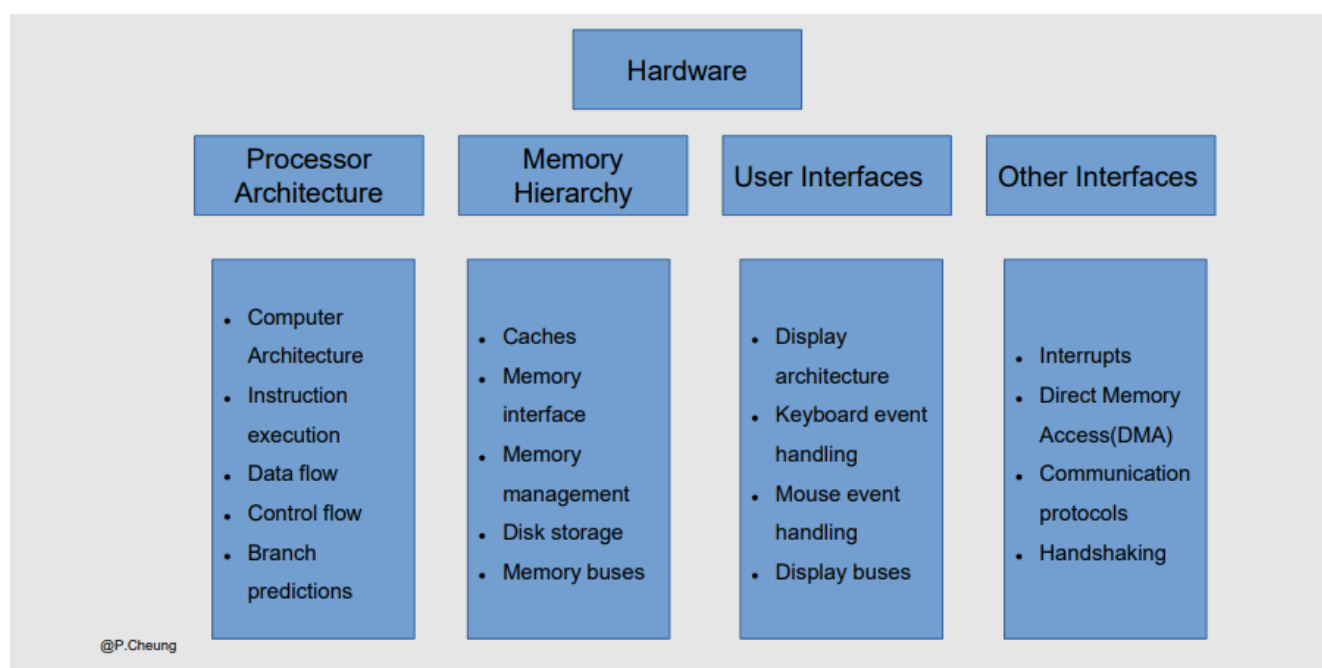 Hardware
Processor
Architecture
Memory
Hierarchy
User Interfaces
Other Interfaces
• Computer
Architecture
• Instruction
execution
• Data flow
• Control flow
• Branch
predictions
• Caches
• Memory
interface
• Memory
management
• Disk storage
• Memory buses
• Display
architecture
• Keyboard event
handling
• Mouse event
handling
• Display buses
• Interrupts
• Direct Memory
Access(DMA)
• Communication
protocols
• Handshaking
@P.Cheung